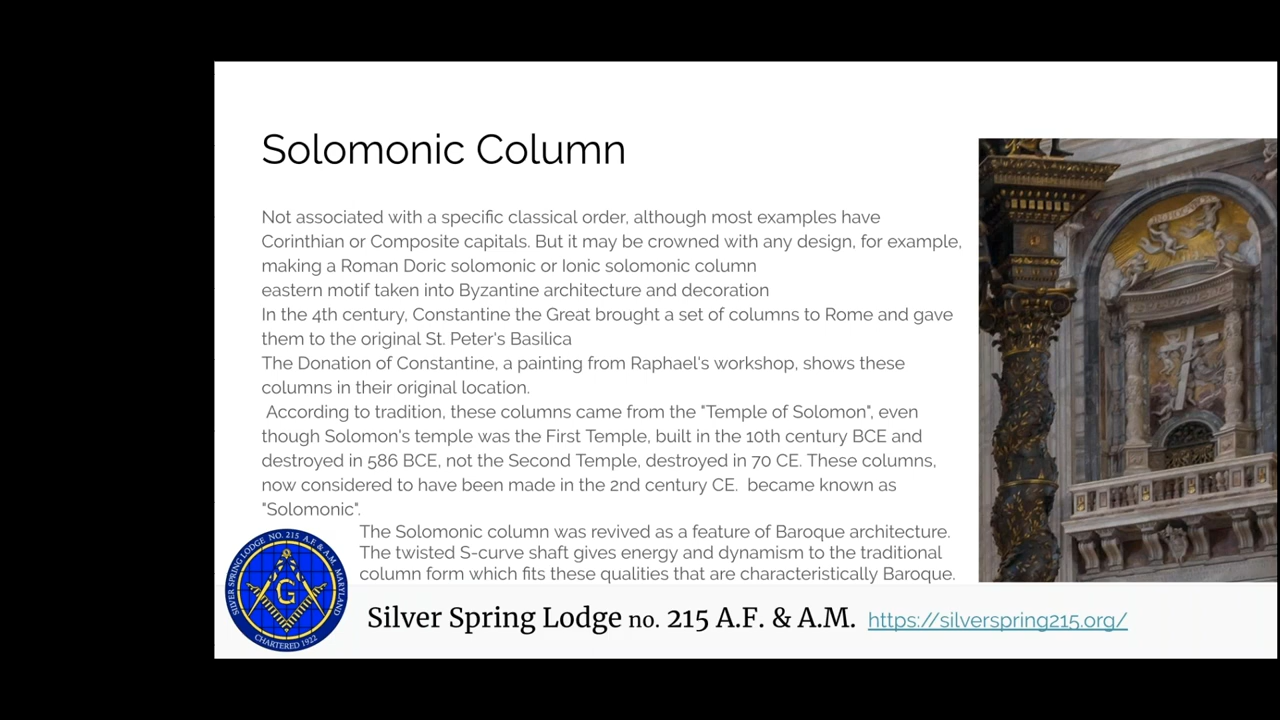 Solomonic Column
Not associated with a specific classical order, although most examples have
Corinthian or Composite capitals. But it may be crowned with any design, for example,
making a Roman Doric solomonic or Ionic solomonic column
eastern motif taken into Byzantine architecture and decoration
In the 4th century, Constantine the Great brought a set of columns to Rome and gave
them to the original St. Peter's Basilica
The Donation of Constantine, a painting from Raphael's workshop, shows these
columns in their original location.
According to tradition, these columns came from the "Temple of Solomon", even
though Solomon's temple was the First Temple, built in the 10th century BCE and
destroyed in 586 BCE, not the Second Temple, destroyed in 70 CE. These columns,
now considered to have been made in the 2nd century CE.  became known as
"Solomonic".
The Solomonic column was revived as a feature of Baroque architecture.
The twisted S-curve shaft gives energy and dynamism to the traditional
column form which fits these qualities that are characteristically Baroque.
SILVER SPRING LODGE NO. 215 A.F. & A.M. MARYLAND
G
CHARTERED 1922
Silver Spring Lodge no. 215 A.F. & A.M. https://silverspring215.org/